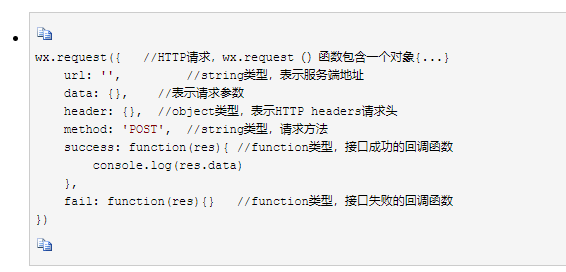 wx.request({   //HTTP请求，wx.request（）函数包含一个对象{...}
    url: '',         //string类型，表示服务端地址
    data: {},    //表示请求参数
    header: {},  //object类型，表示HTTP headers请求头
    method: 'POST',  //string类型，请求方法
    success: function(res){ //function类型，接口成功的回调函数
        console.log(res.data)
    },
    fail: function(res){}   //function类型，接口失败的回调函数
})